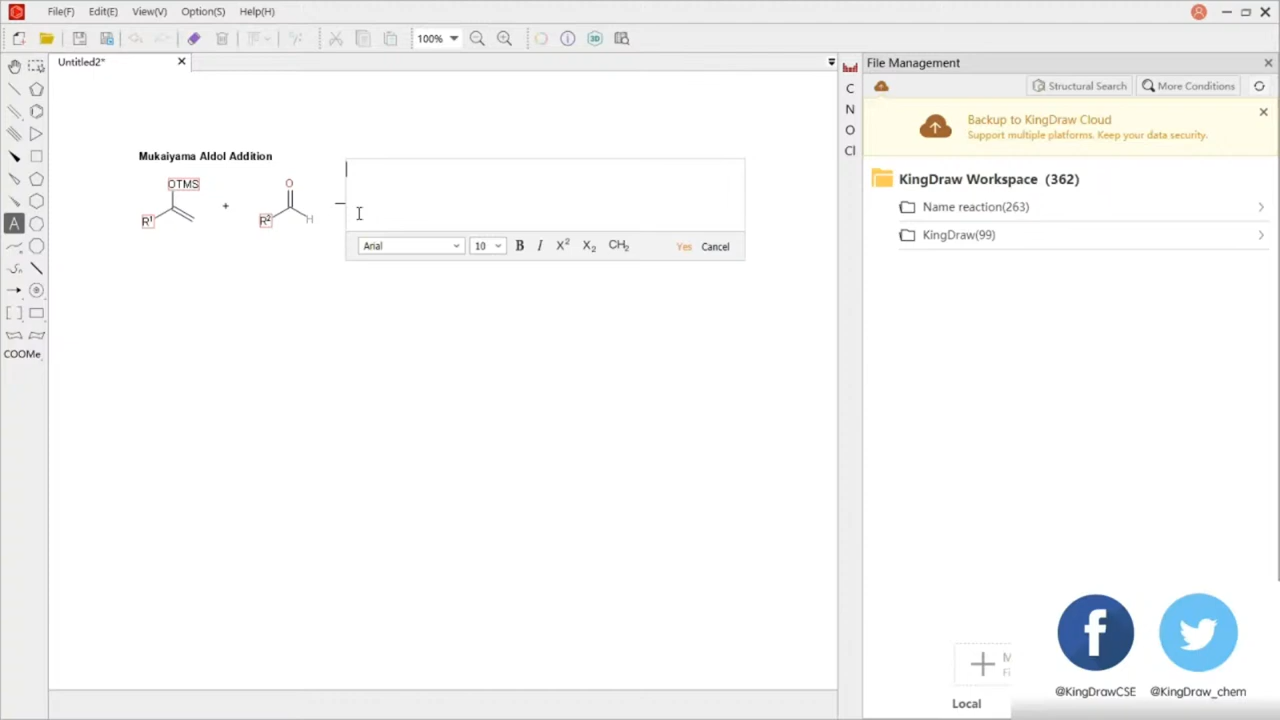 File(F) Edit(E) View(V) Option(S) Help(H)
100%
Untitled2*
File Management
Structural Search More Conditions
Backup to KingDraw Cloud
Support multiple platforms. Keep your data security.
KingDraw Workspace (362)
Name reaction(263)
KingDraw(99)
C
N
O
Cl
A
COOMe
Mukaiyama Aldol Addition
OTMS
R¹
+
O
R²
H
Arial 10 B I X² X₂ CH₂ Yes Cancel
3D
M
Fi
Local
@KingDrawCSE @KingDraw_chem